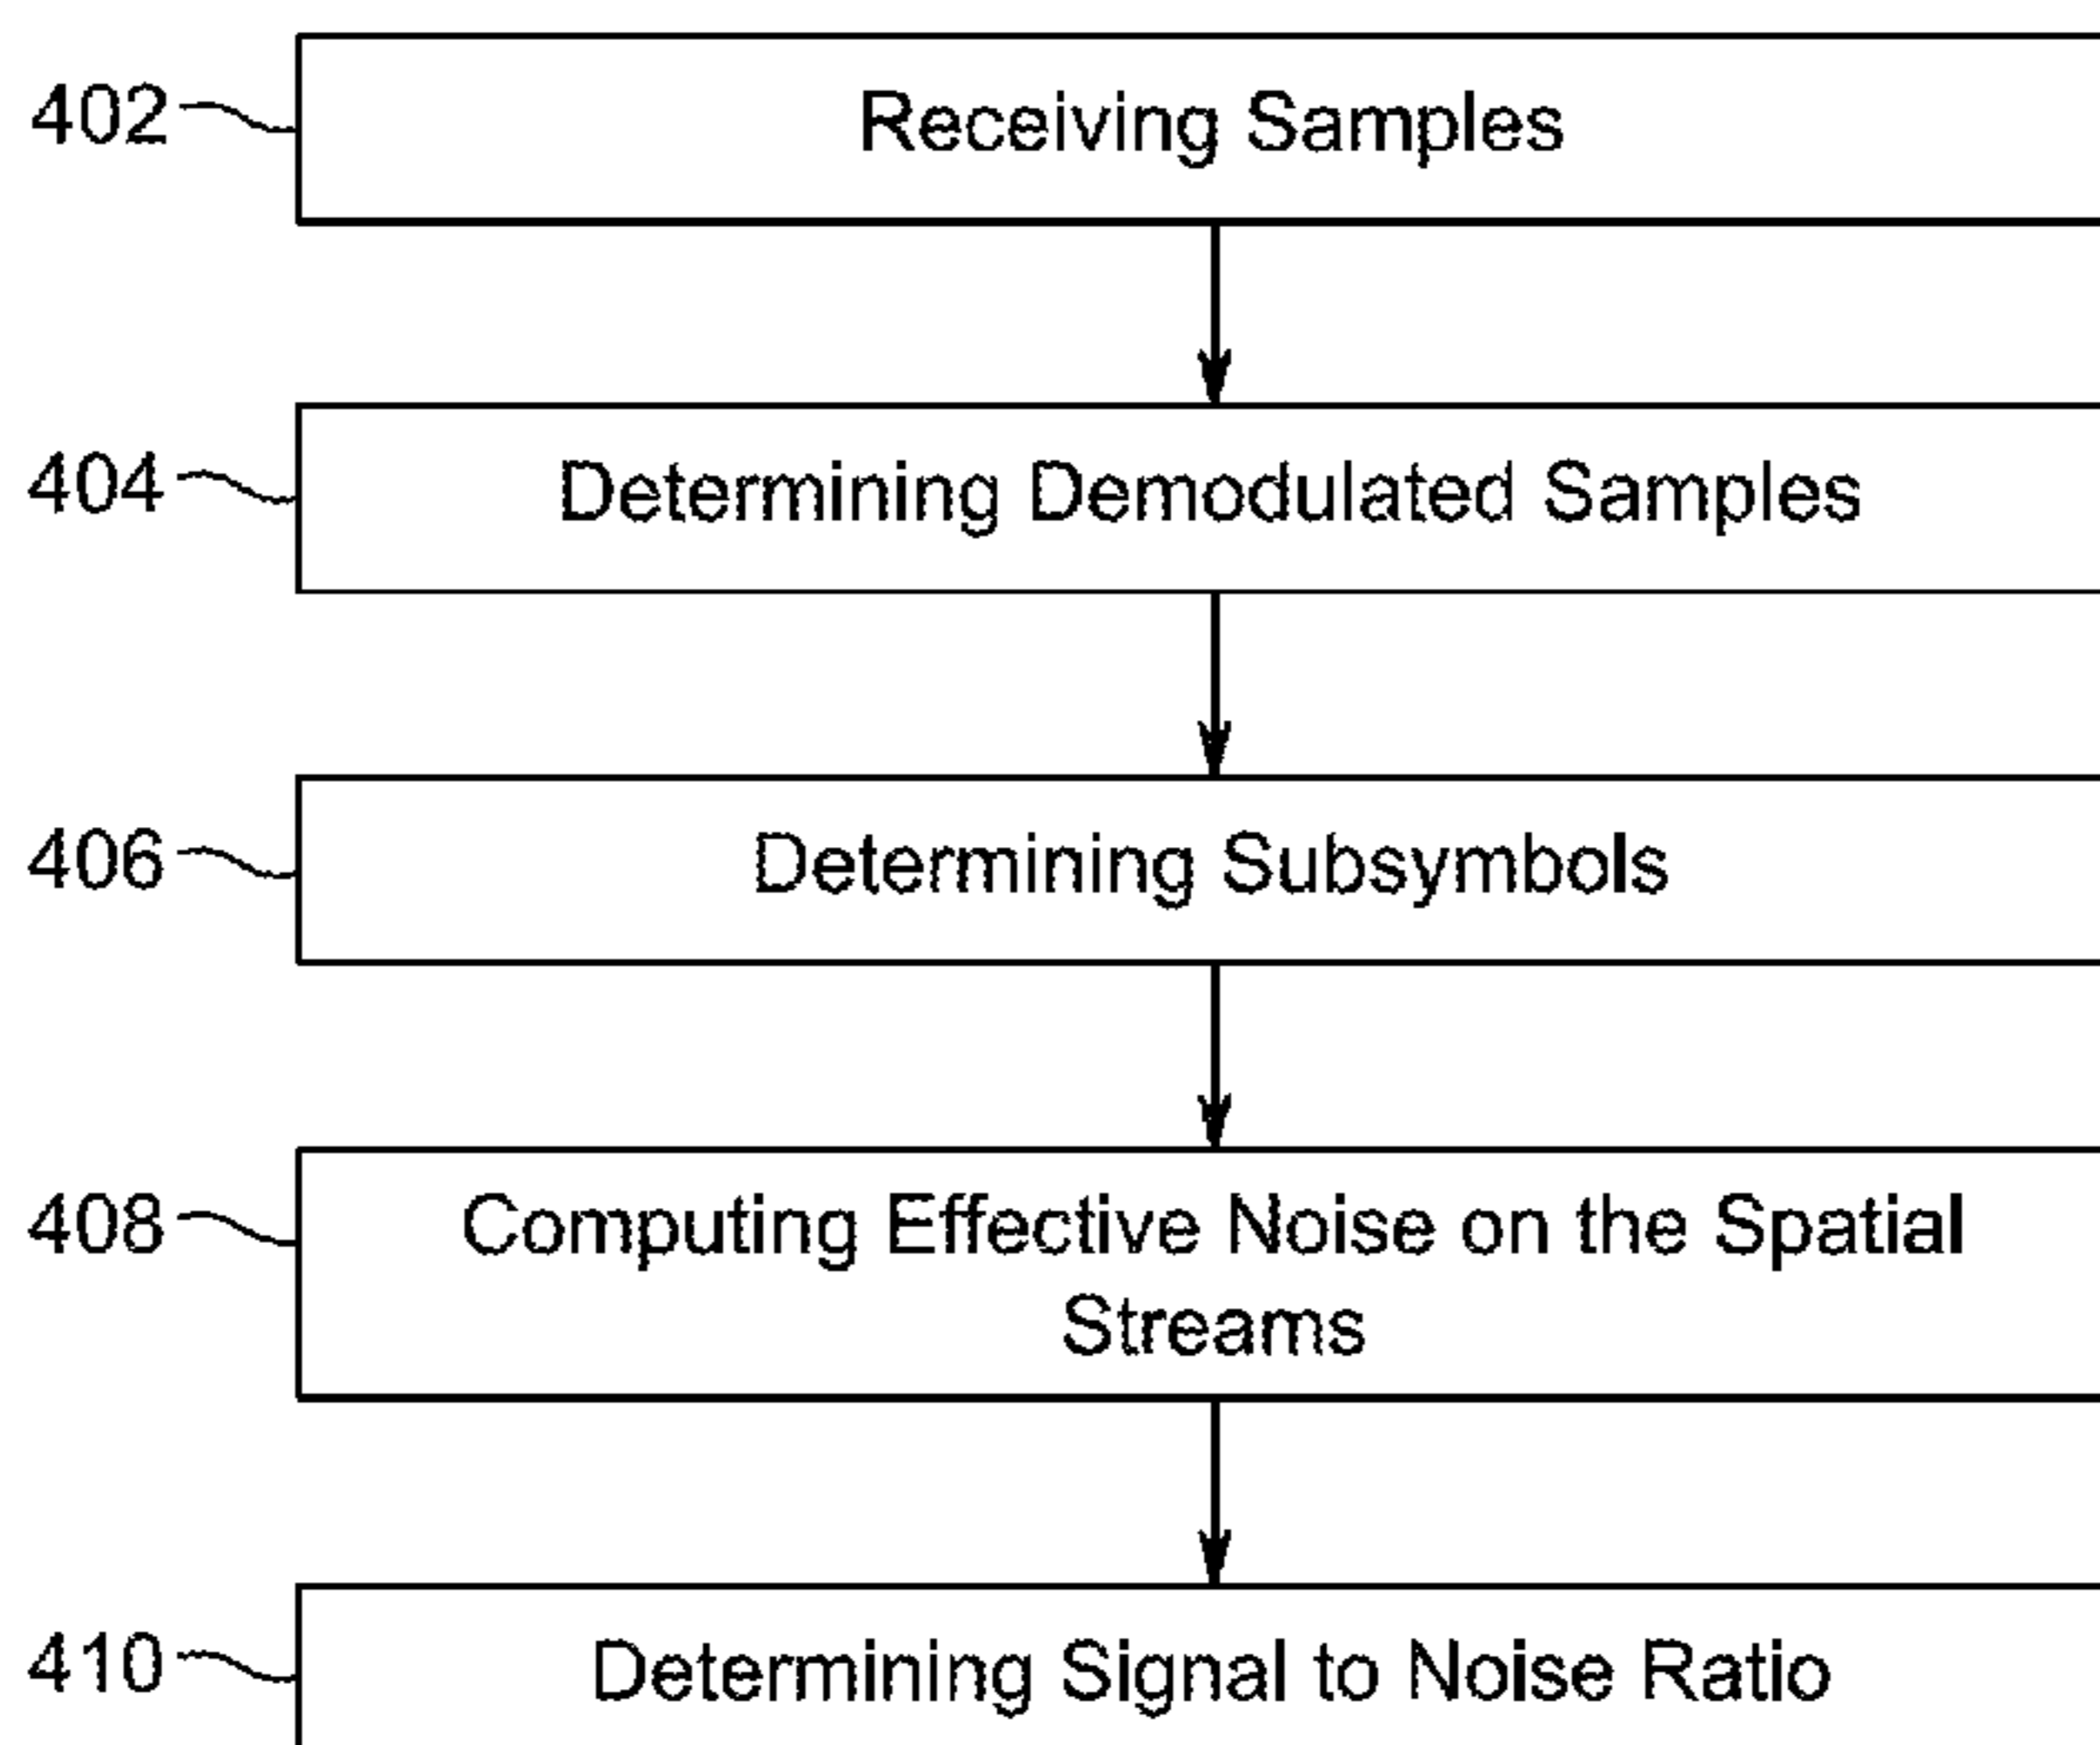 402 Receiving Samples
404 Determining Demodulated Samples
406 Determining Subsymbols
408 Computing Effective Noise on the Spatial
Streams
410 Determining Signal to Noise Ratio